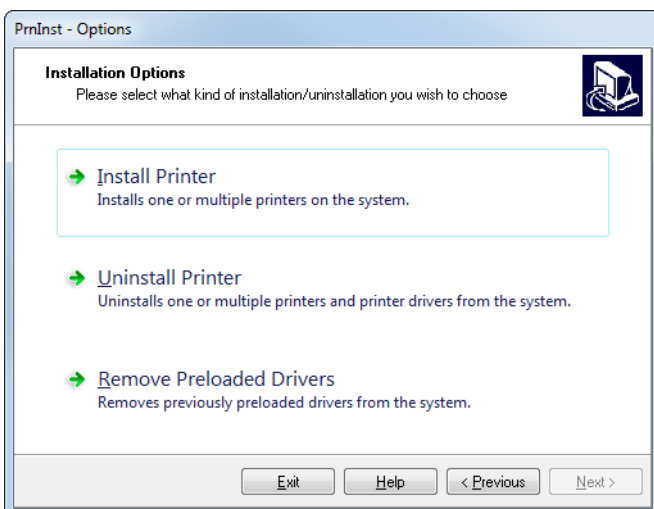 PrnInst - Options
Installation Options
Please select what kind of installation/uninstallation you wish to choose
Install Printer
Installs one or multiple printers on the system.
Uninstall Printer
Uninstalls one or multiple printers and printer drivers from the system.
Remove Preloaded Drivers
Removes previously preloaded drivers from the system.
Exit Help < Previous Next >